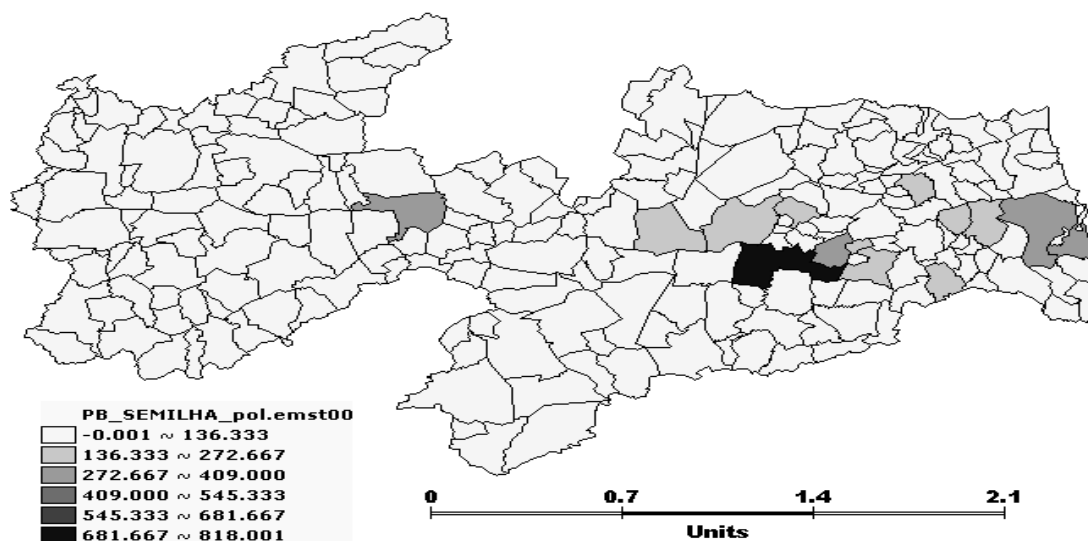 PB_SEMILHA_pol.emst00
-0.001 ~ 136.333
136.333 ~ 272.667
272.667 ~ 409.000
409.000 ~ 545.333
545.333 ~ 681.667
681.667 ~ 818.001
0 0.7 1.4 2.1
Units